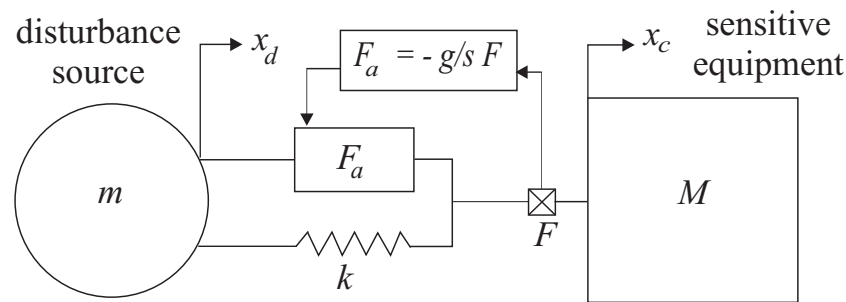 disturbance
source
x_d
F_a = - g/s F
x_c
sensitive
equipment
m
F_a
M
F
k